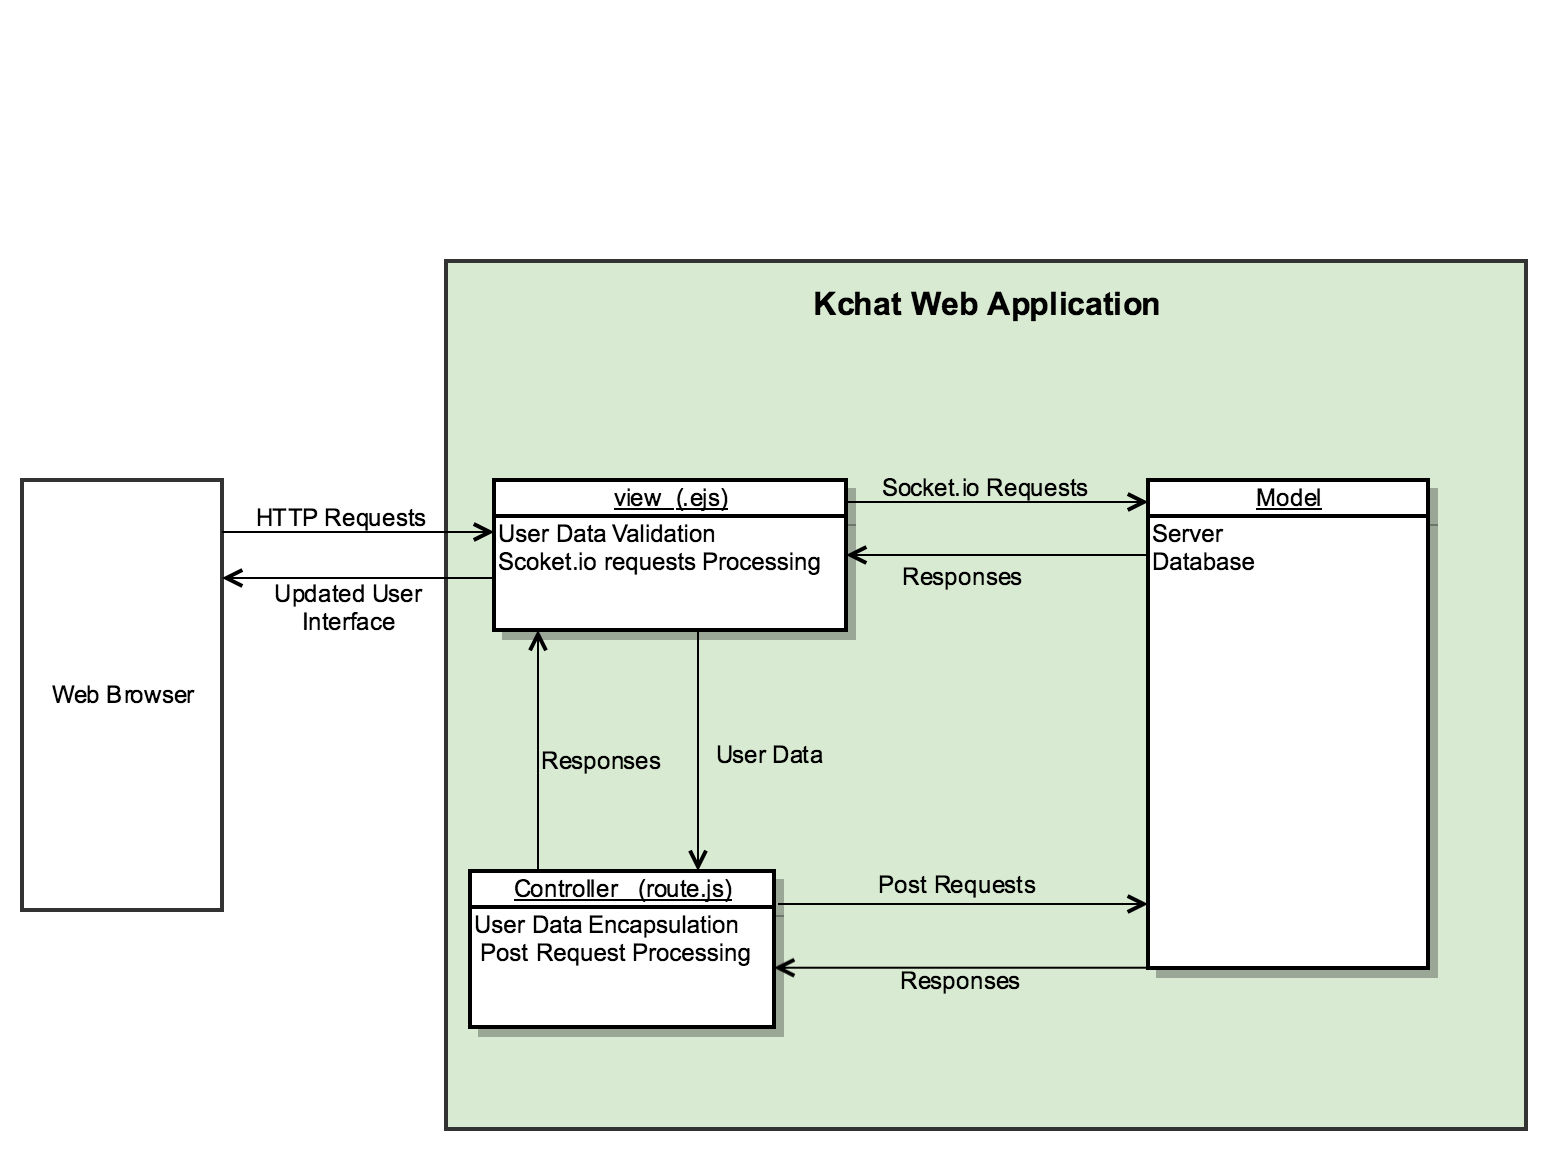 Kchat Web Application
Web Browser
HTTP Requests
Updated User
Interface
view  (.ejs)
User Data Validation
Scoket.io requests Processing
Socket.io Requests
Responses
Model
Server
Database
Responses
User Data
Controller   (route.js)
User Data Encapsulation
Post Request Processing
Post Requests
Responses